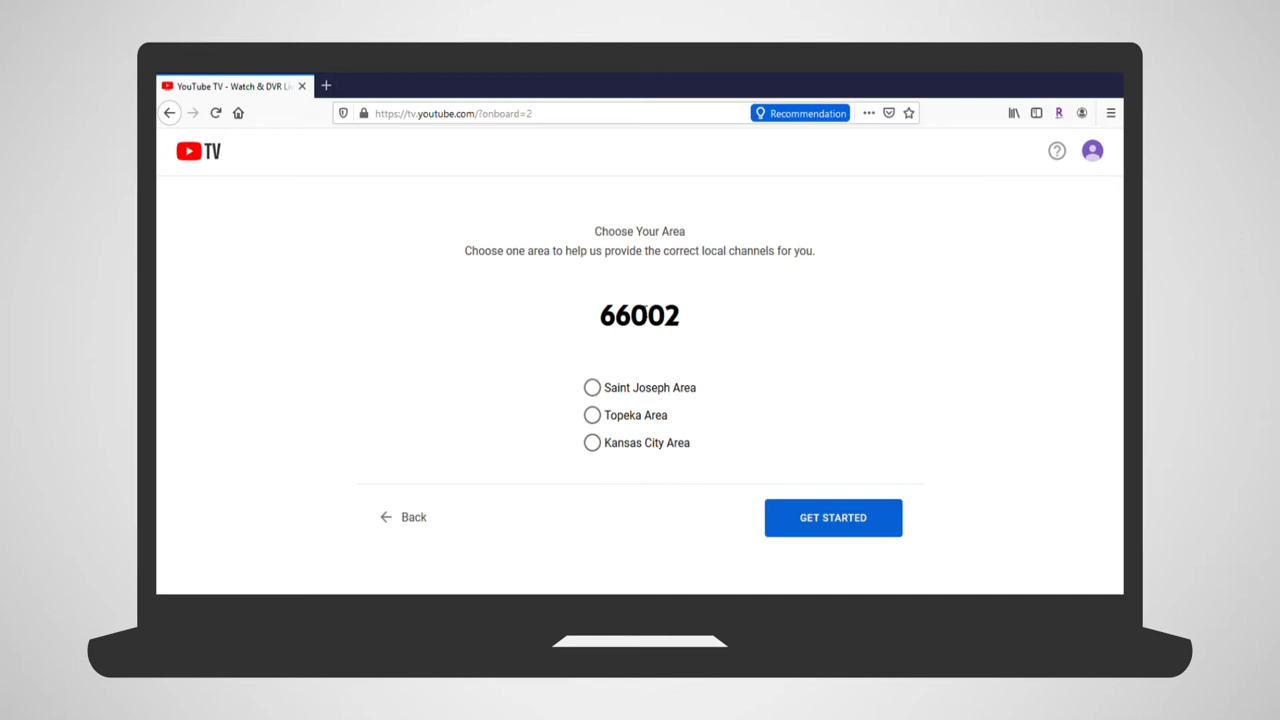 YouTube TV - Watch & DVR Li
https://tv.youtube.com/?onboard=2
Recommendation
R
TV
Choose Your Area
Choose one area to help us provide the correct local channels for you.
66002
Saint Joseph Area
Topeka Area
Kansas City Area
Back
GET STARTED